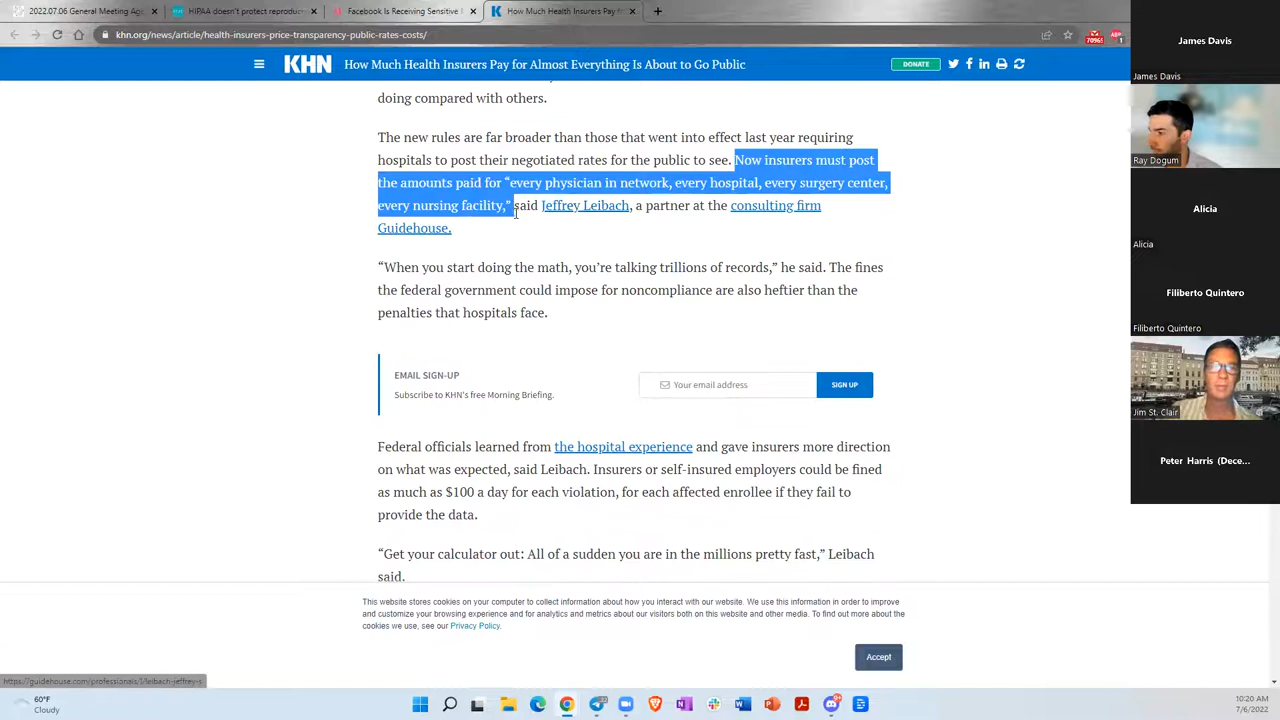 2022.07.06 General Meeting Age
HIPAA doesn't protect reproduc
Facebook Is Receiving Sensitive
How Much Health Insurers Pay fo
khn.org/news/article/health-insurers-price-transparency-public-rates-costs/
KHN
How Much Health Insurers Pay for Almost Everything Is About to Go Public
DONATE
doing compared with others.
The new rules are far broader than those that went into effect last year requiring
hospitals to post their negotiated rates for the public to see. Now insurers must post
the amounts paid for “every physician in network, every hospital, every surgery center,
every nursing facility,” said Jeffrey Leibach, a partner at the consulting firm
Guidehouse.
“When you start doing the math, you’re talking trillions of records,” he said. The fines
the federal government could impose for noncompliance are also heftier than the
penalties that hospitals face.
EMAIL SIGN-UP
Subscribe to KHN's free Morning Briefing.
Your email address
SIGN UP
Federal officials learned from the hospital experience and gave insurers more direction
on what was expected, said Leibach. Insurers or self-insured employers could be fined
as much as $100 a day for each violation, for each affected enrollee if they fail to
provide the data.
“Get your calculator out: All of a sudden you are in the millions pretty fast,” Leibach
said.
This website stores cookies on your computer to collect information about how you interact with our website. We use this information in order to improve
and customize your browsing experience and for analytics and metrics about our visitors both on this website and other media. To find out more about the
cookies we use, see our Privacy Policy.
Accept
https://guidehouse.com/professionals/l/leibach-jeffrey-s
60°F
Cloudy
10:20 AM
7/6/2022
James Davis
James Davis
Ray Dogum
Alicia
Alicia
Filiberto Quintero
Filiberto Quintero
Jim St. Clair
Peter Harris (Dece...